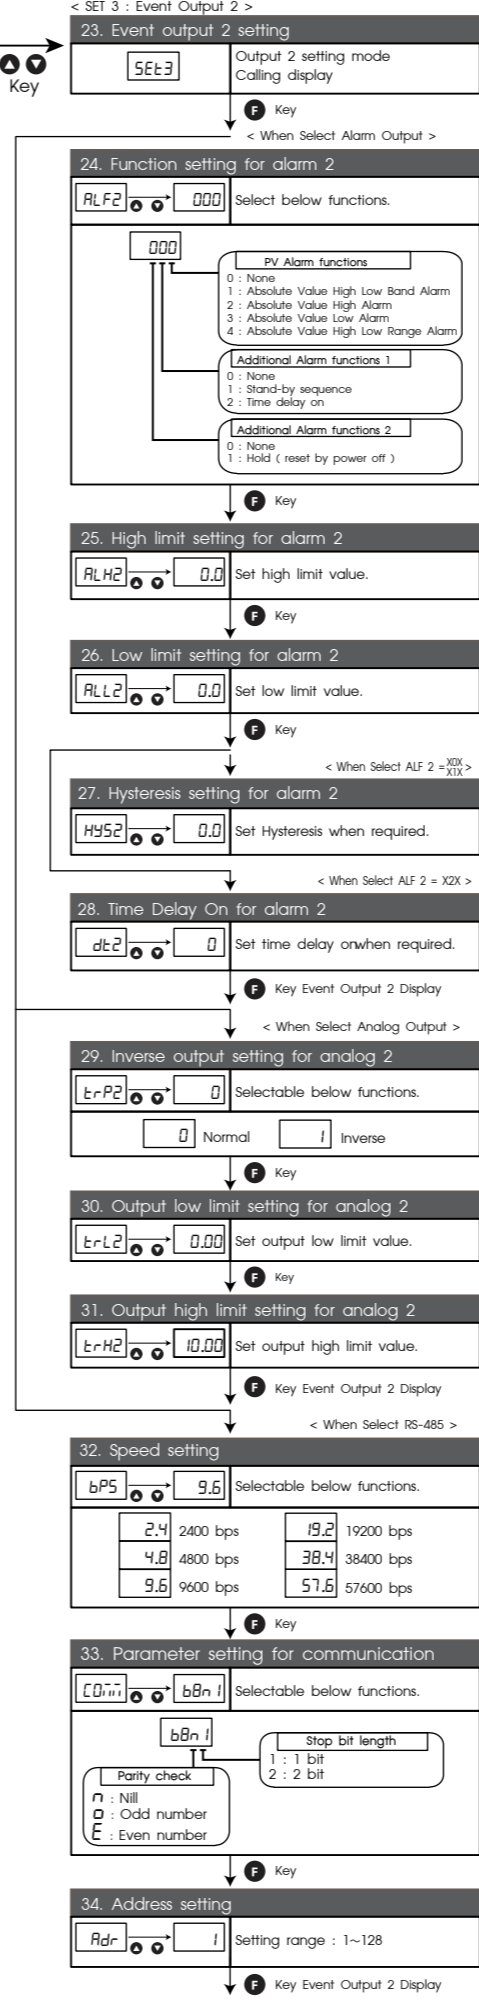 < SET 3 : Event Output 2 >
23. Event output 2 setting
SEt3
Output 2 setting mode
Calling display
Key
F Key
< When Select Alarm Output >
24. Function setting for alarm 2
ALF2 000 Select below functions.
000
PV Alarm functions
0 : None
1 : Absolute Value High Low Band Alarm
2 : Absolute Value High Alarm
3 : Absolute Value Low Alarm
4 : Absolute Value High Low Range Alarm
Additional Alarm functions 1
0 : None
1 : Stand-by sequence
2 : Time delay on
Additional Alarm functions 2
0 : None
1 : Hold ( reset by power off )
F Key
25. High limit setting for alarm 2
ALH2 0.0 Set high limit value.
F Key
26. Low limit setting for alarm 2
ALL2 0.0 Set low limit value.
F Key
< When Select ALF 2 = X0X X1X >
27. Hysteresis setting for alarm 2
HYS2 0.0 Set Hysteresis when required.
< When Select ALF 2 = X2X >
28. Time Delay On for alarm 2
dt2 0 Set time delay onwhen required.
F Key Event Output 2 Display
< When Select Analog Output >
29. Inverse output setting for analog 2
trP2 0 Selectable below functions.
0 Normal 1 Inverse
F Key
30. Output low limit setting for analog 2
trL2 0.00 Set output low limit value.
F Key
31. Output high limit setting for analog 2
trH2 10.00 Set output high limit value.
F Key Event Output 2 Display
< When Select RS-485 >
32. Speed setting
bPS 9.6 Selectable below functions.
2.4 2400 bps 19.2 19200 bps
4.8 4800 bps 38.4 38400 bps
9.6 9600 bps 57.6 57600 bps
F Key
33. Parameter setting for communication
COM b8n1 Selectable below functions.
b8n1
Stop bit length
1 : 1 bit
2 : 2 bit
Parity check
n : Nill
o : Odd number
E : Even number
F Key
34. Address setting
Adr 1 Setting range : 1~128
F Key Event Output 2 Display